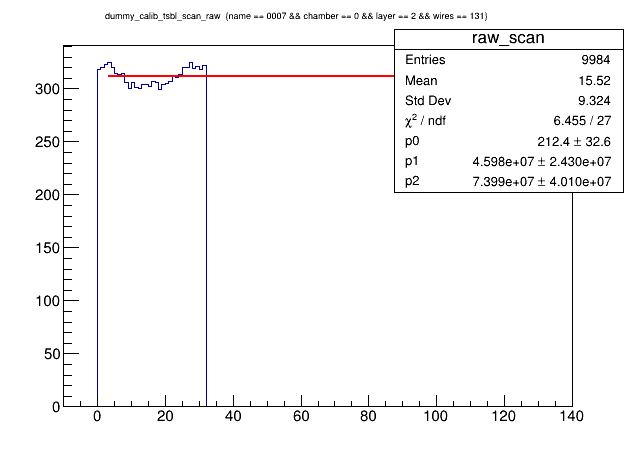 dummy_calib_tsbl_scan_raw (name == 0007 && chamber == 0 && layer == 2 && wires == 131)
raw_scan
Entries 9984
Mean 15.52
Std Dev 9.324
χ² / ndf 6.455 / 27
p0 212.4 ± 32.6
p1 4.598e+07 ± 2.430e+07
p2 7.399e+07 ± 4.010e+07
300
250
200
150
100
50
0
0 20 40 60 80 100 120 140